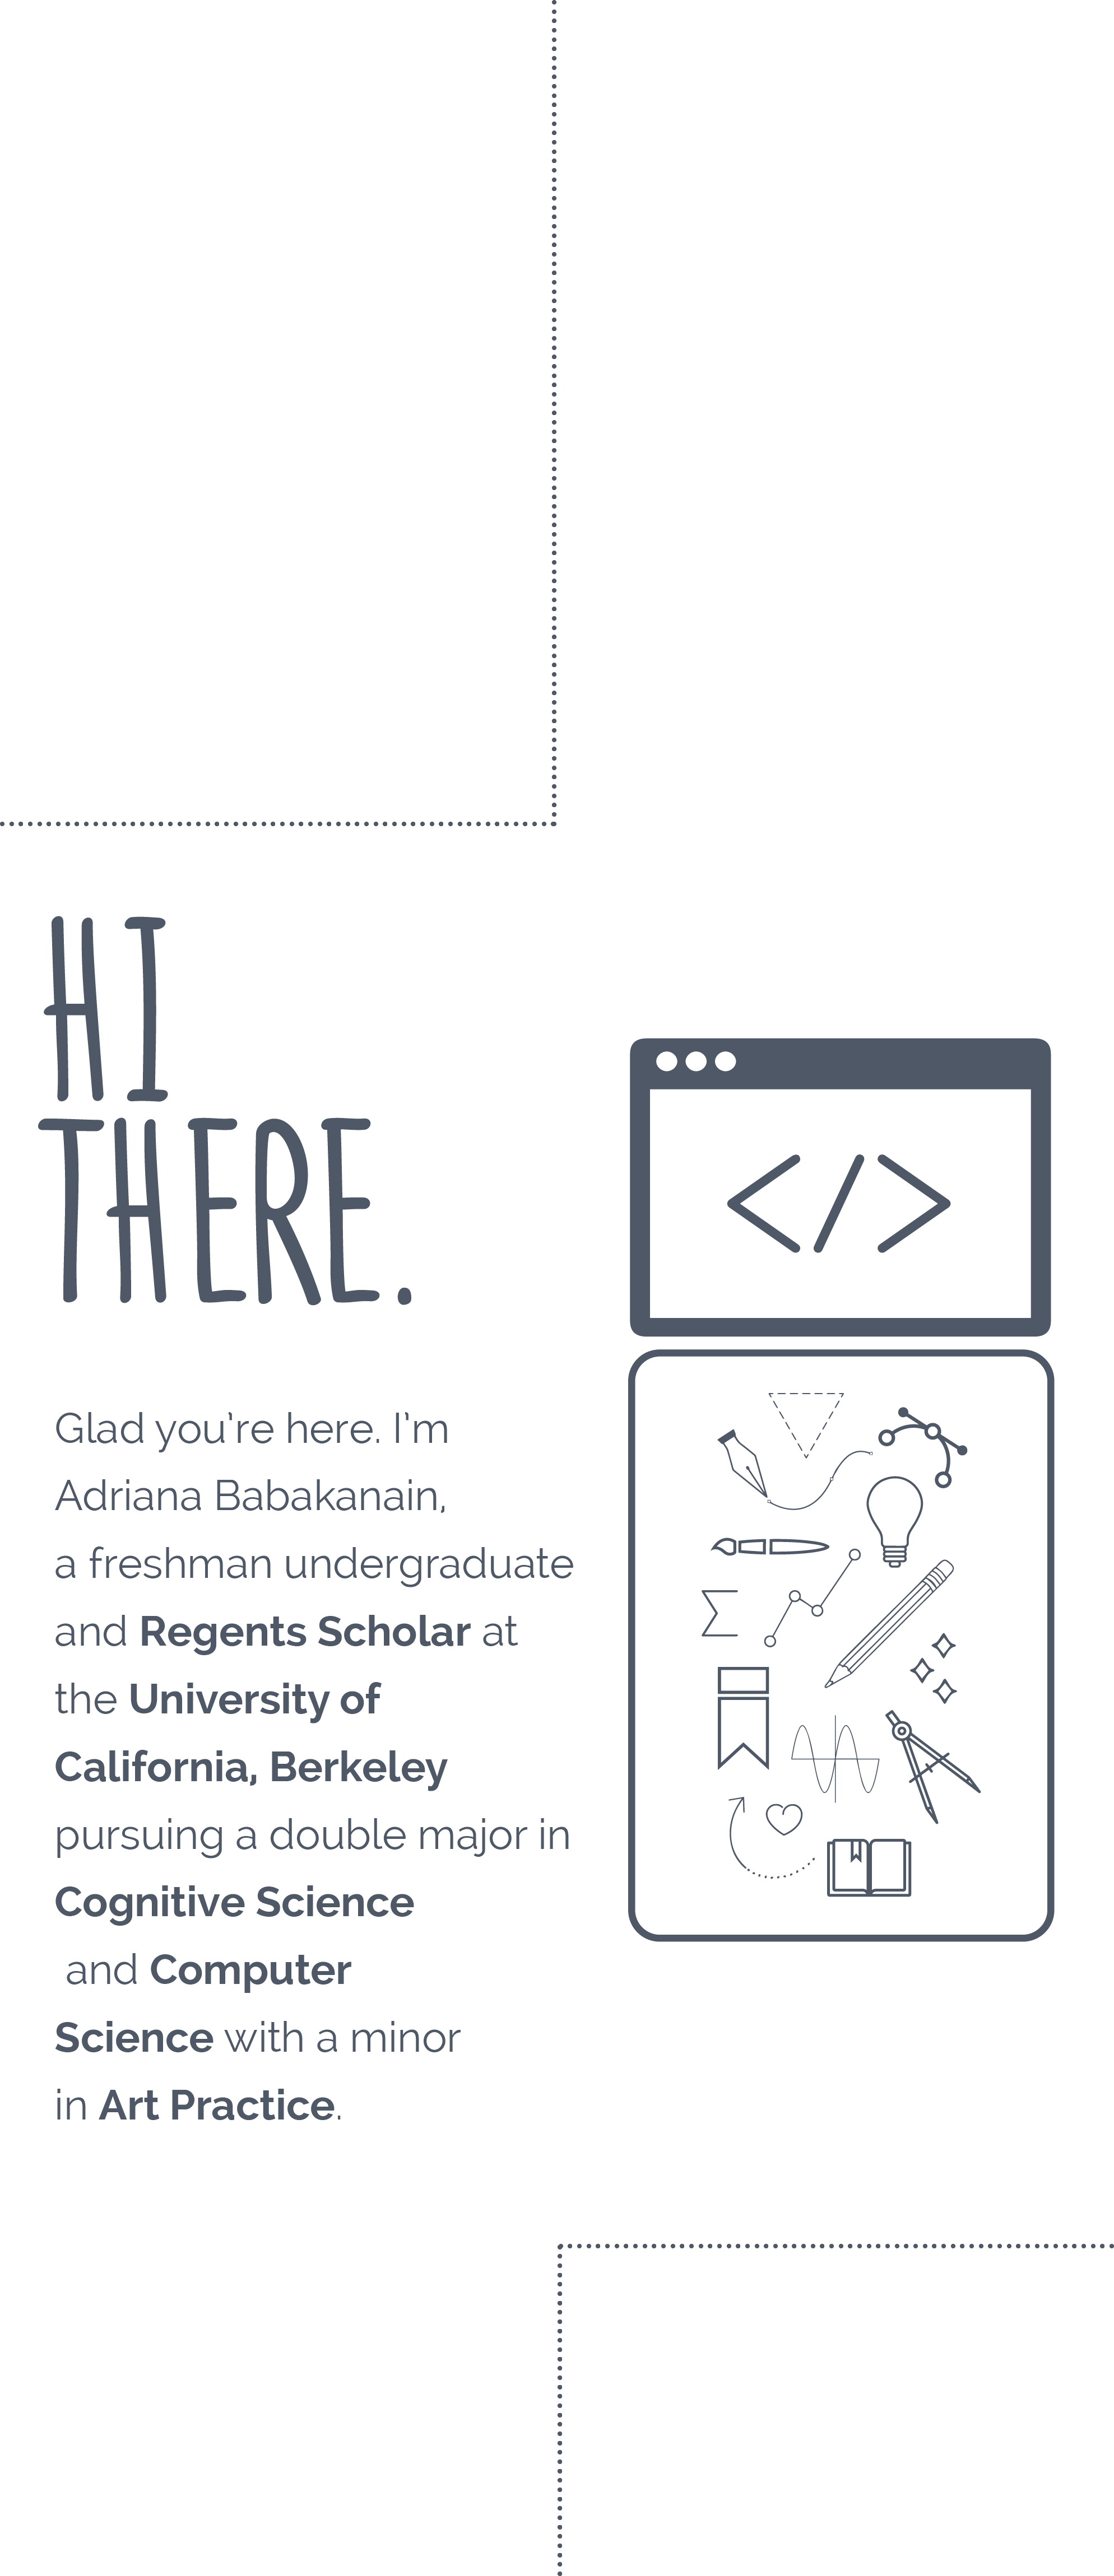 HI
THERE.
Glad you're here. I'm
Adriana Babakanain,
a freshman undergraduate
and Regents Scholar at
the University of
California, Berkeley
pursuing a double major in
Cognitive Science
and Computer
Science with a minor
in Art Practice.
</>